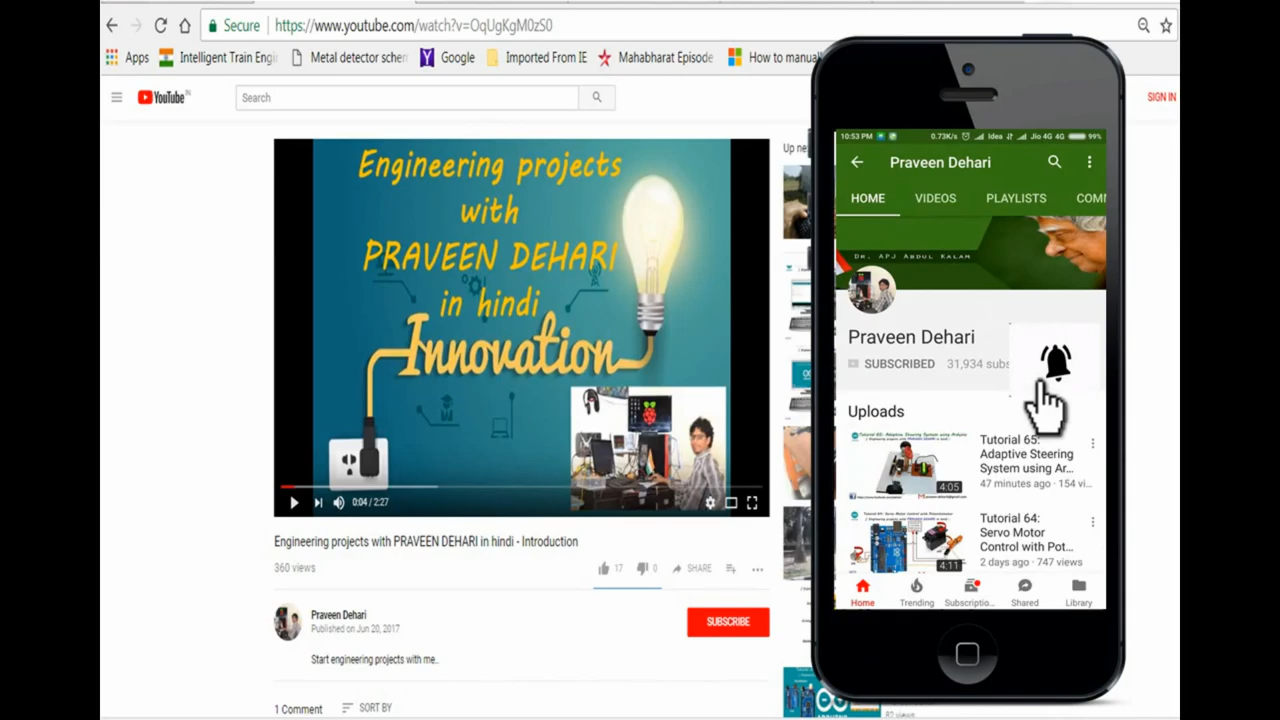 Secure
https://www.youtube.com/watch?v=OqUgKgM0zS0
Apps
Intelligent Train Engi
Metal detector scher
Google
Imported From IE
Mahabharat Episode
How to manual
YouTube IN
Search
SIGN IN
Engineering projects
with
PRAVEEN DEHARI
in hindi
Innovation
0:04 / 2:27
Engineering projects with PRAVEEN DEHARI in hindi - Introduction
360 views
17
0
SHARE
Praveen Dehari
Published on Jun 20, 2017
SUBSCRIBE
Start engineering projects with me..
1 Comment
SORT BY
Up ne
10:53 PM
0.73K/s
Idea
Jio 4G 4G
99%
Praveen Dehari
HOME
VIDEOS
PLAYLISTS
COMM
DR. APJ ABDUL KALAM
Praveen Dehari
SUBSCRIBED
31,934 subs
Uploads
Tutorial 65:
Adaptive Steering
System using Ar...
47 minutes ago · 154 vi...
4:05
Tutorial 64:
Servo Motor
Control with Pot...
2 days ago · 747 views
4:11
Home
Trending
Subscriptio...
Shared
Library